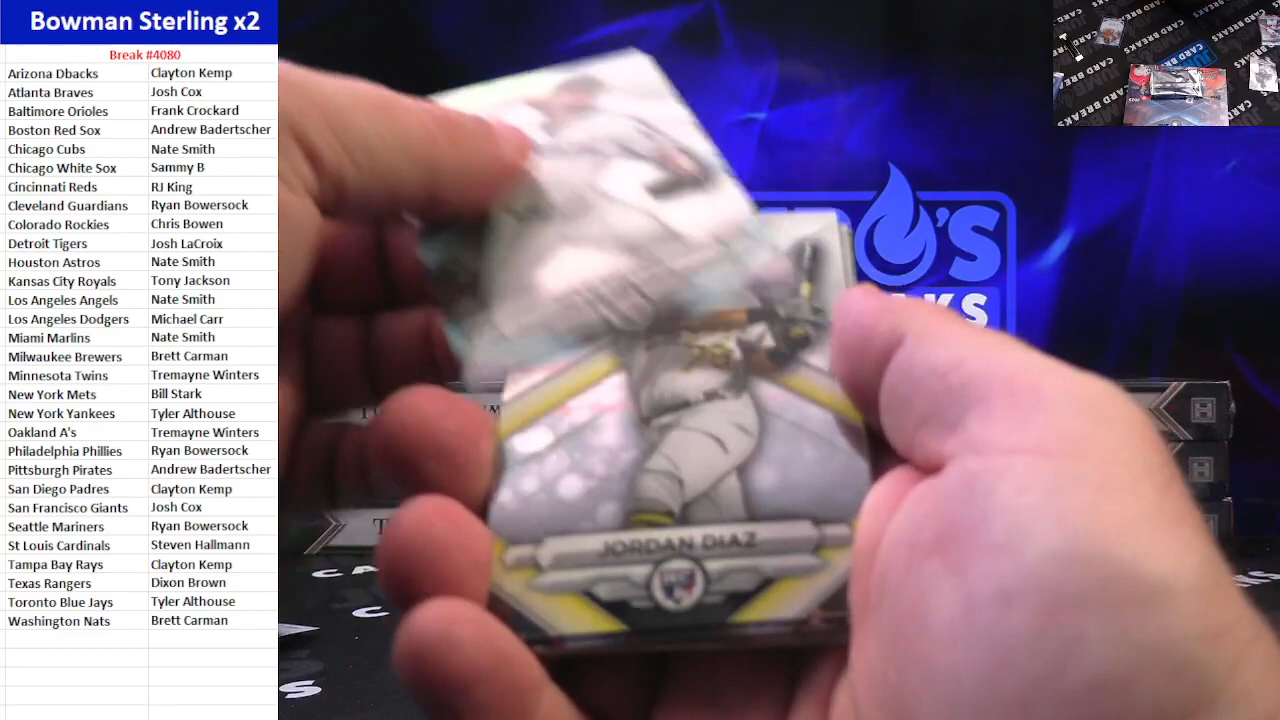 Bowman Sterling x2
Break #4080
Arizona Dbacks Clayton Kemp
Atlanta Braves Josh Cox
Baltimore Orioles Frank Crockard
Boston Red Sox Andrew Badertscher
Chicago Cubs Nate Smith
Chicago White Sox Sammy B
Cincinnati Reds RJ King
Cleveland Guardians Ryan Bowersock
Colorado Rockies Chris Bowen
Detroit Tigers Josh LaCroix
Houston Astros Nate Smith
Kansas City Royals Tony Jackson
Los Angeles Angels Nate Smith
Los Angeles Dodgers Michael Carr
Miami Marlins Nate Smith
Milwaukee Brewers Brett Carman
Minnesota Twins Tremayne Winters
New York Mets Bill Stark
New York Yankees Tyler Althouse
Oakland A's Tremayne Winters
Philadelphia Phillies Ryan Bowersock
Pittsburgh Pirates Andrew Badertscher
San Diego Padres Clayton Kemp
San Francisco Giants Josh Cox
Seattle Mariners Ryan Bowersock
St Louis Cardinals Steven Hallmann
Tampa Bay Rays Clayton Kemp
Texas Rangers Dixon Brown
Toronto Blue Jays Tyler Althouse
Washington Nats Brett Carman
CARD BREAKS
'S
JORDAN DIAZ